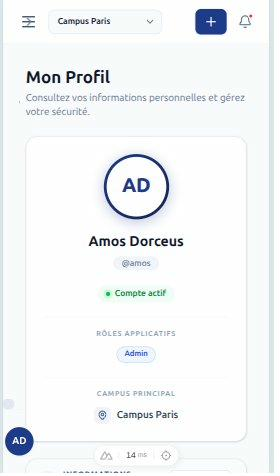 Campus Paris
Mon Profil
Consultez vos informations personnelles et gérez
votre sécurité.
AD
Amos Dorceus
@amos
Compte actif
RÔLES APPLICATIFS
Admin
CAMPUS PRINCIPAL
Campus Paris
AD
14 ms
INFORMATIONS